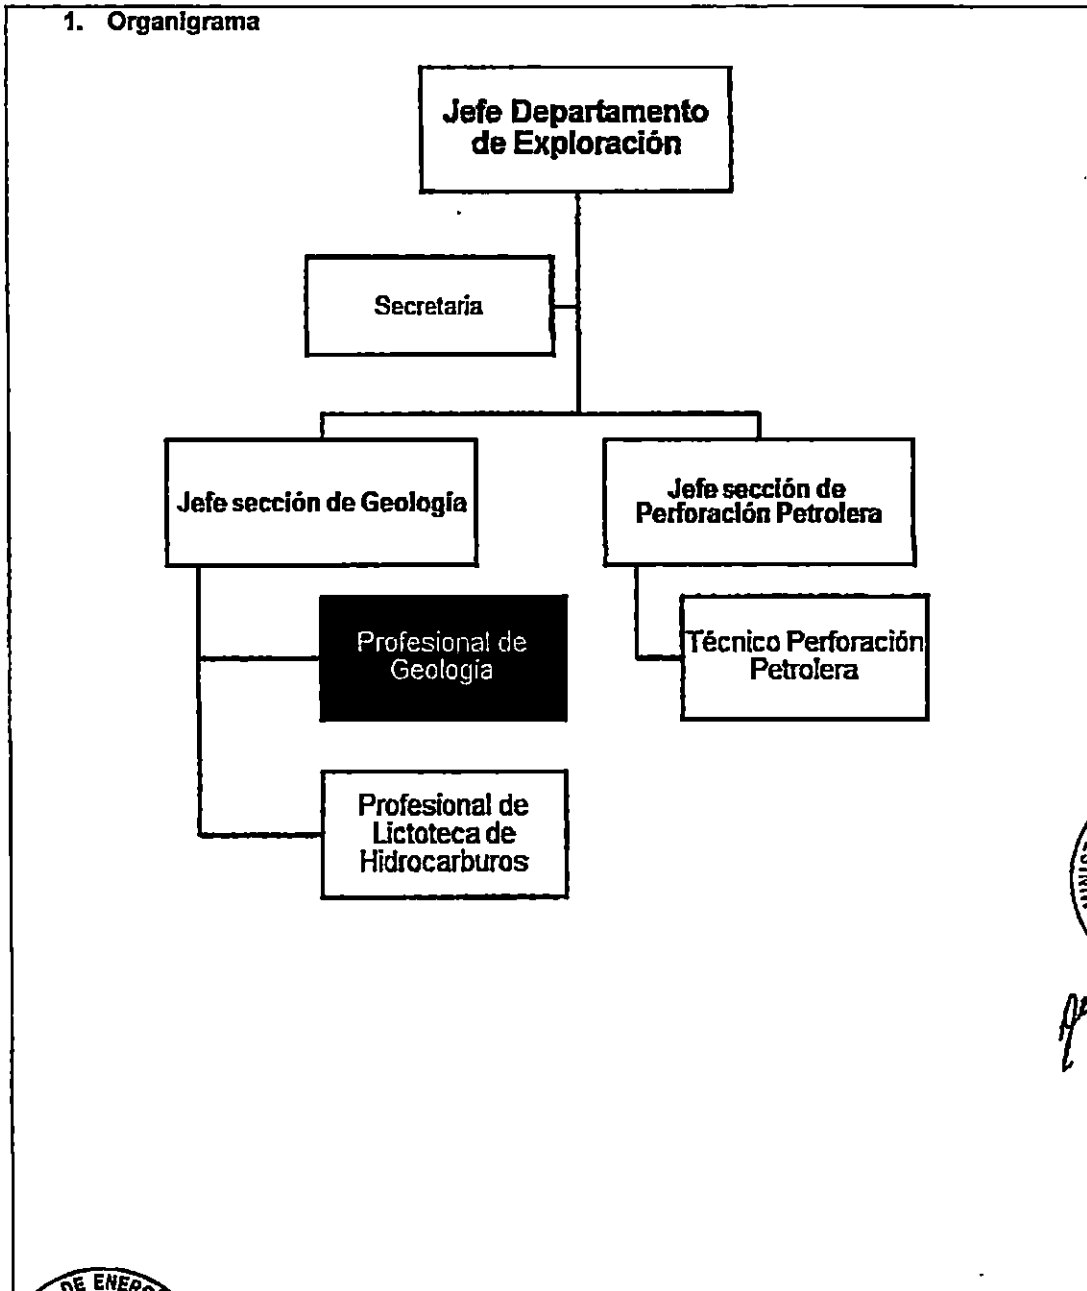 1. Organigrama
Jefe Departamento
de Exploración
Secretaria
Jefe sección de Geología
Jefe sección de
Perforación Petrolera
Profesional de
Geología
Técnico Perforación
Petrolera
Profesional de
Lictoteca de
Hidrocarburos
DE ENERG